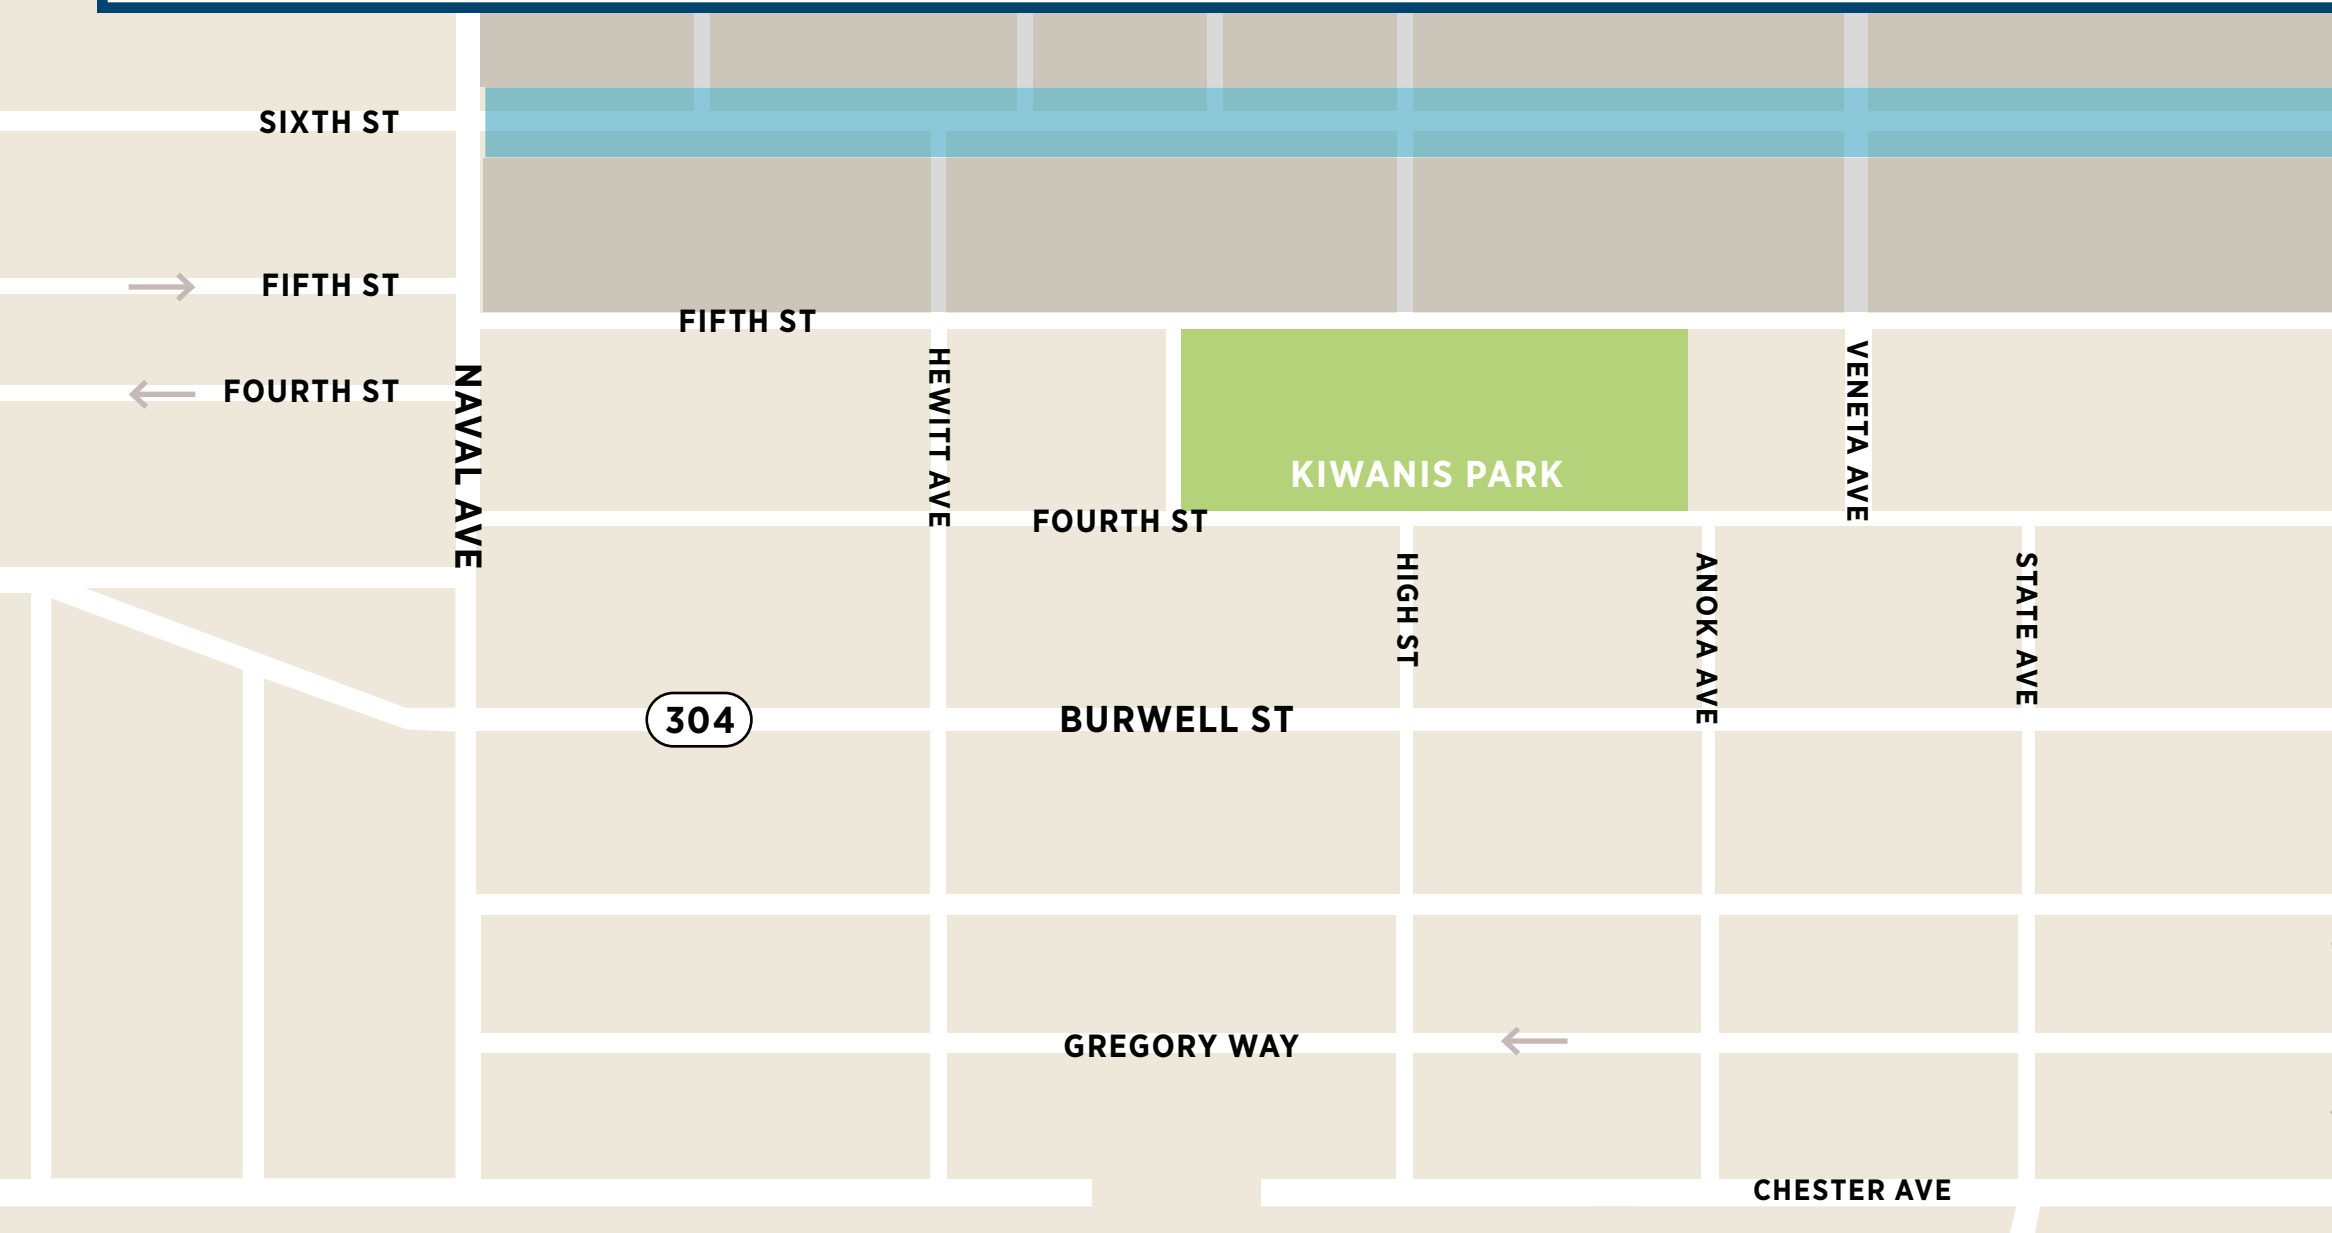 SIXTH ST
FIFTH ST
FIFTH ST
FOURTH ST
NAVAL AVE
HEWITT AVE
VENETA AVE
KIWANIS PARK
FOURTH ST
HIGH ST
ANOKA AVE
STATE AVE
304
BURWELL ST
GREGORY WAY
CHESTER AVE